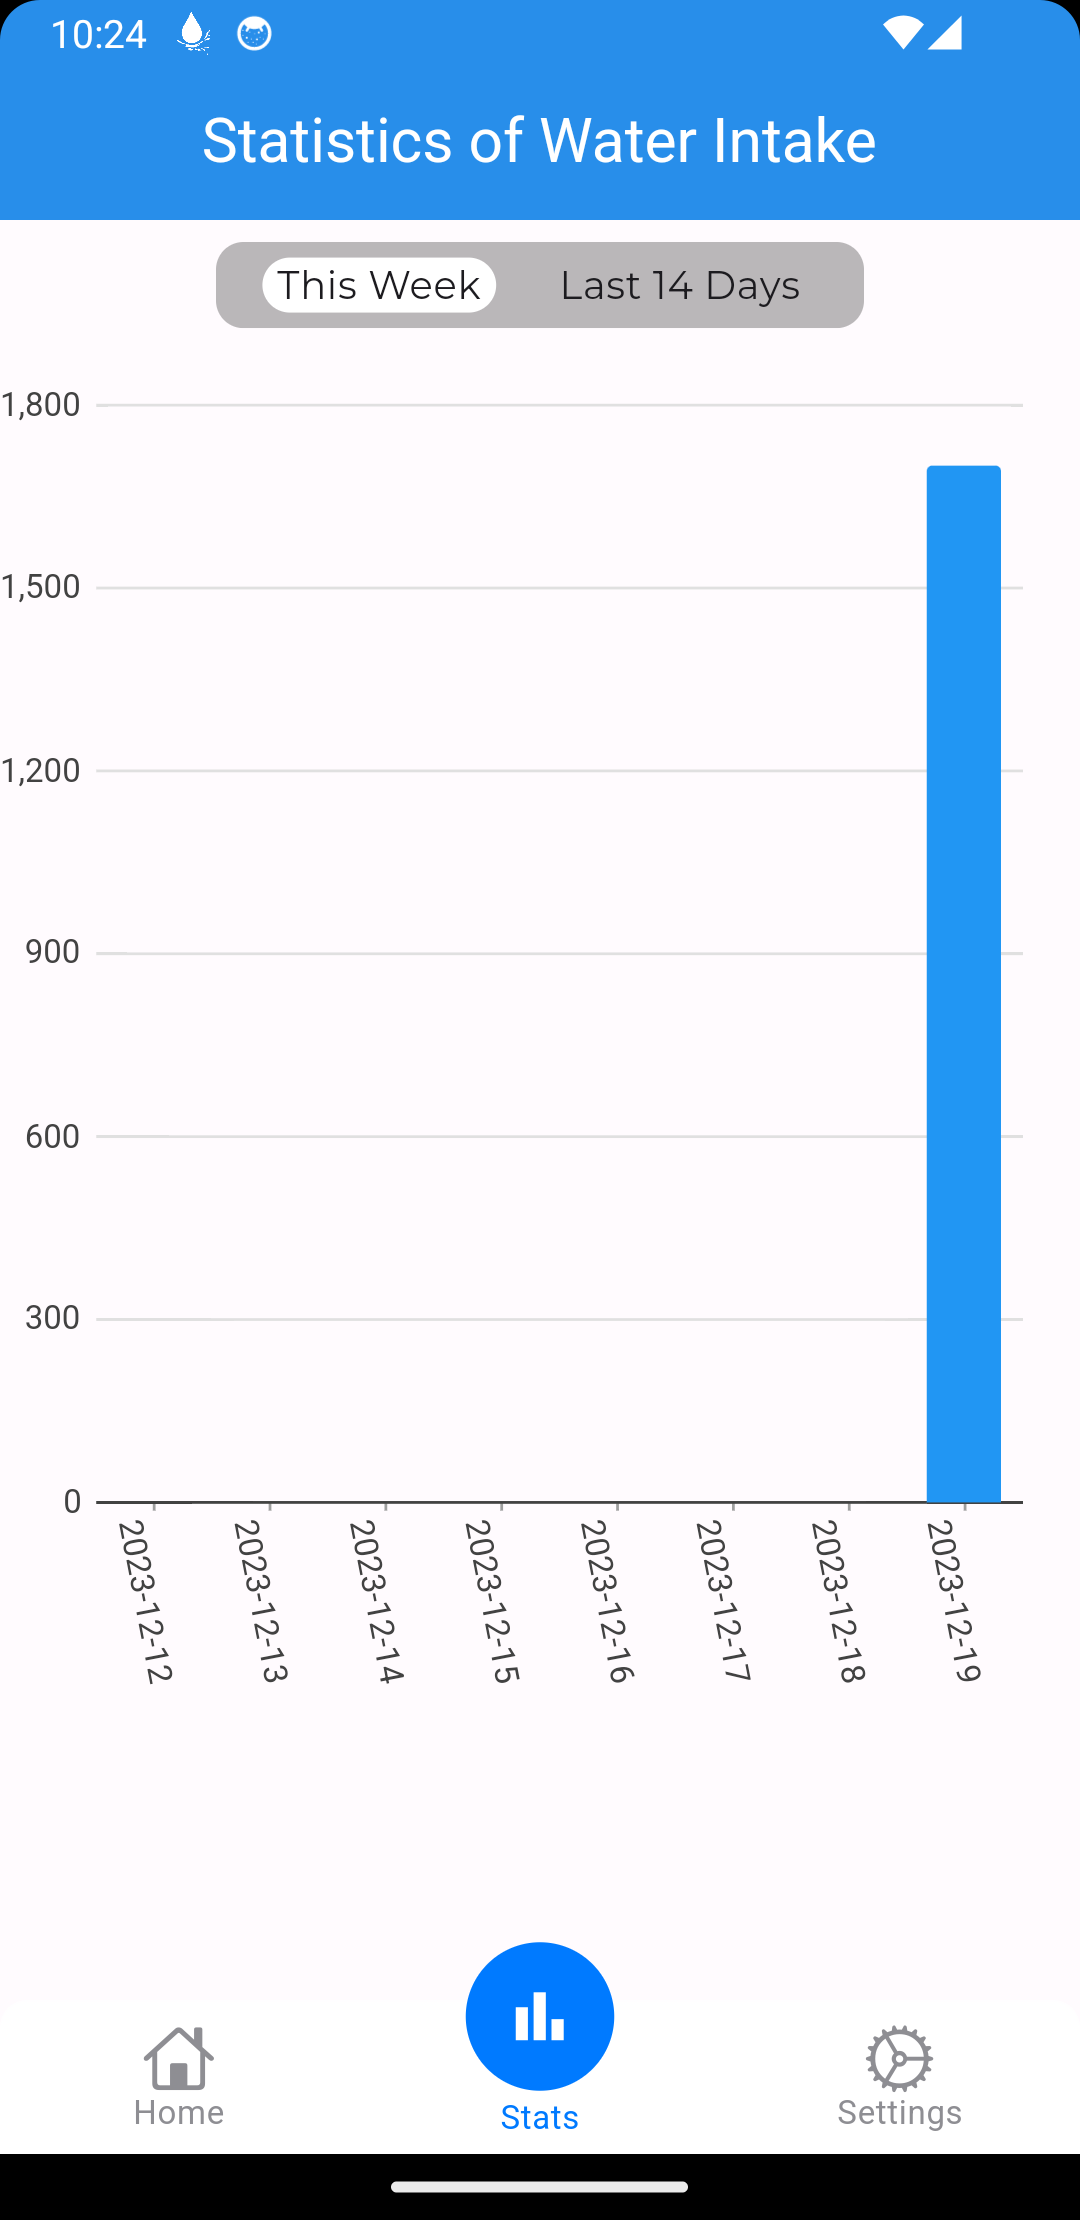 10:24
Statistics of Water Intake
This Week
Last 14 Days
1,800
1,500
1,200
900
600
300
0
2023-12-12
2023-12-13
2023-12-14
2023-12-15
2023-12-16
2023-12-17
2023-12-18
2023-12-19
Home
Stats
Settings